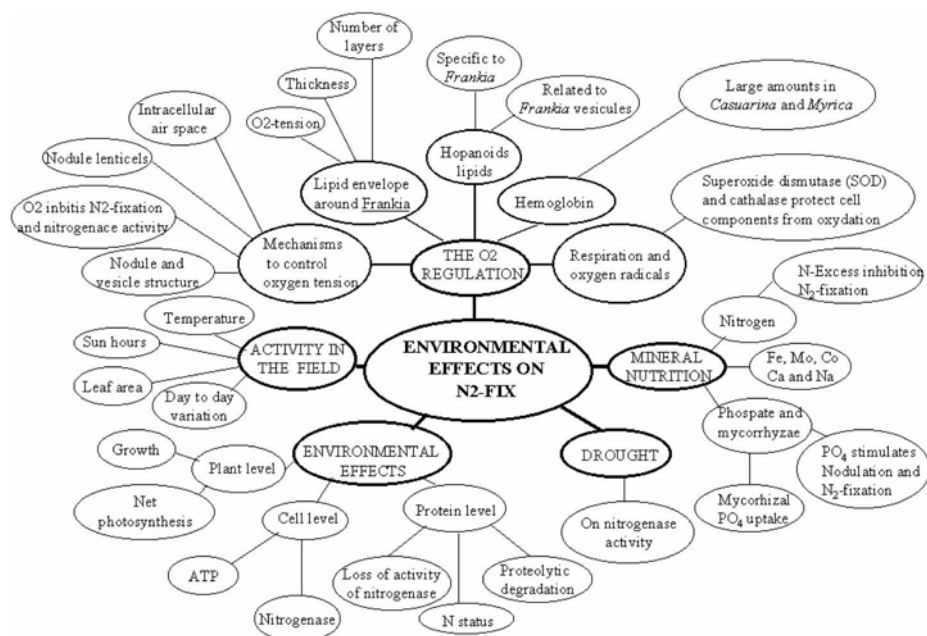 Number of
layers
Specific to
Frankia
Large amounts in
Casuarina and Myrica
Thickness
Related to
Frankia vesicules
Intracellular
air space
O2-tension
Hopanoids
lipids
Nodule lenticels
Lipid envelope
around Frankia
Hemoglobin
Superoxide dismutase (SOD)
and cathalase protect cell
components from oxydation
O2 inbitis N2-fixation
and nitrogenace activity
Mechanisms
to control
oxygen tension
THE O2
REGULATION
Respiration and
oxygen radicals
Nodule and
vesicle structure
N-Excess inhibition
N2-fixation
Temperature
Nitrogen
Sun hours
ACTIVITY IN
THE FIELD
ENVIRONMENTAL
EFFECTS ON
N2-FIX
MINERAL
NUTRITION
Fe, Mo, Co
Ca and Na
Leaf area
Day to day
variation
Phospate and
mycorrhyzae
Growth
Plant level
ENVIRONMENTAL
EFFECTS
DROUGHT
PO4 stimulates
Nodulation and
N2-fixation
Net
photosynthesis
Cell level
Protein level
On nitrogenase
activity
Mycorhizal
PO4 uptake
ATP
Loss of activity
of nitrogenase
Proteolytic
degradation
Nitrogenase
N status